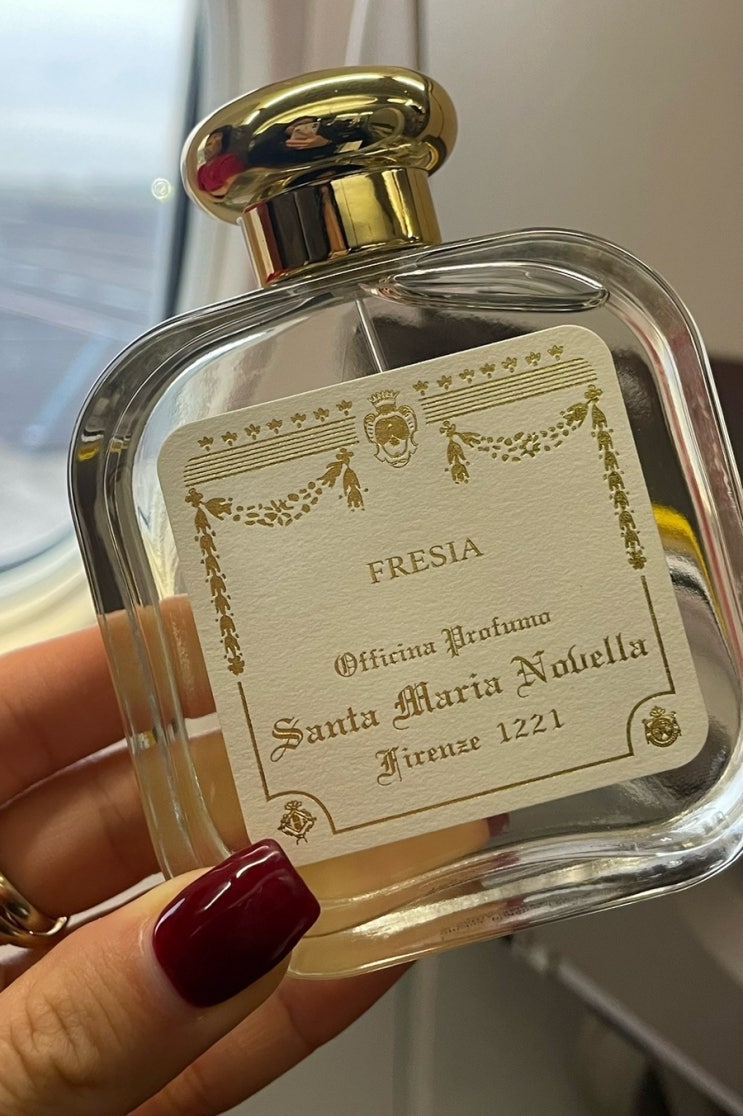 FRESIA
Officina Profumo
Santa Maria Novella
Firenze 1221